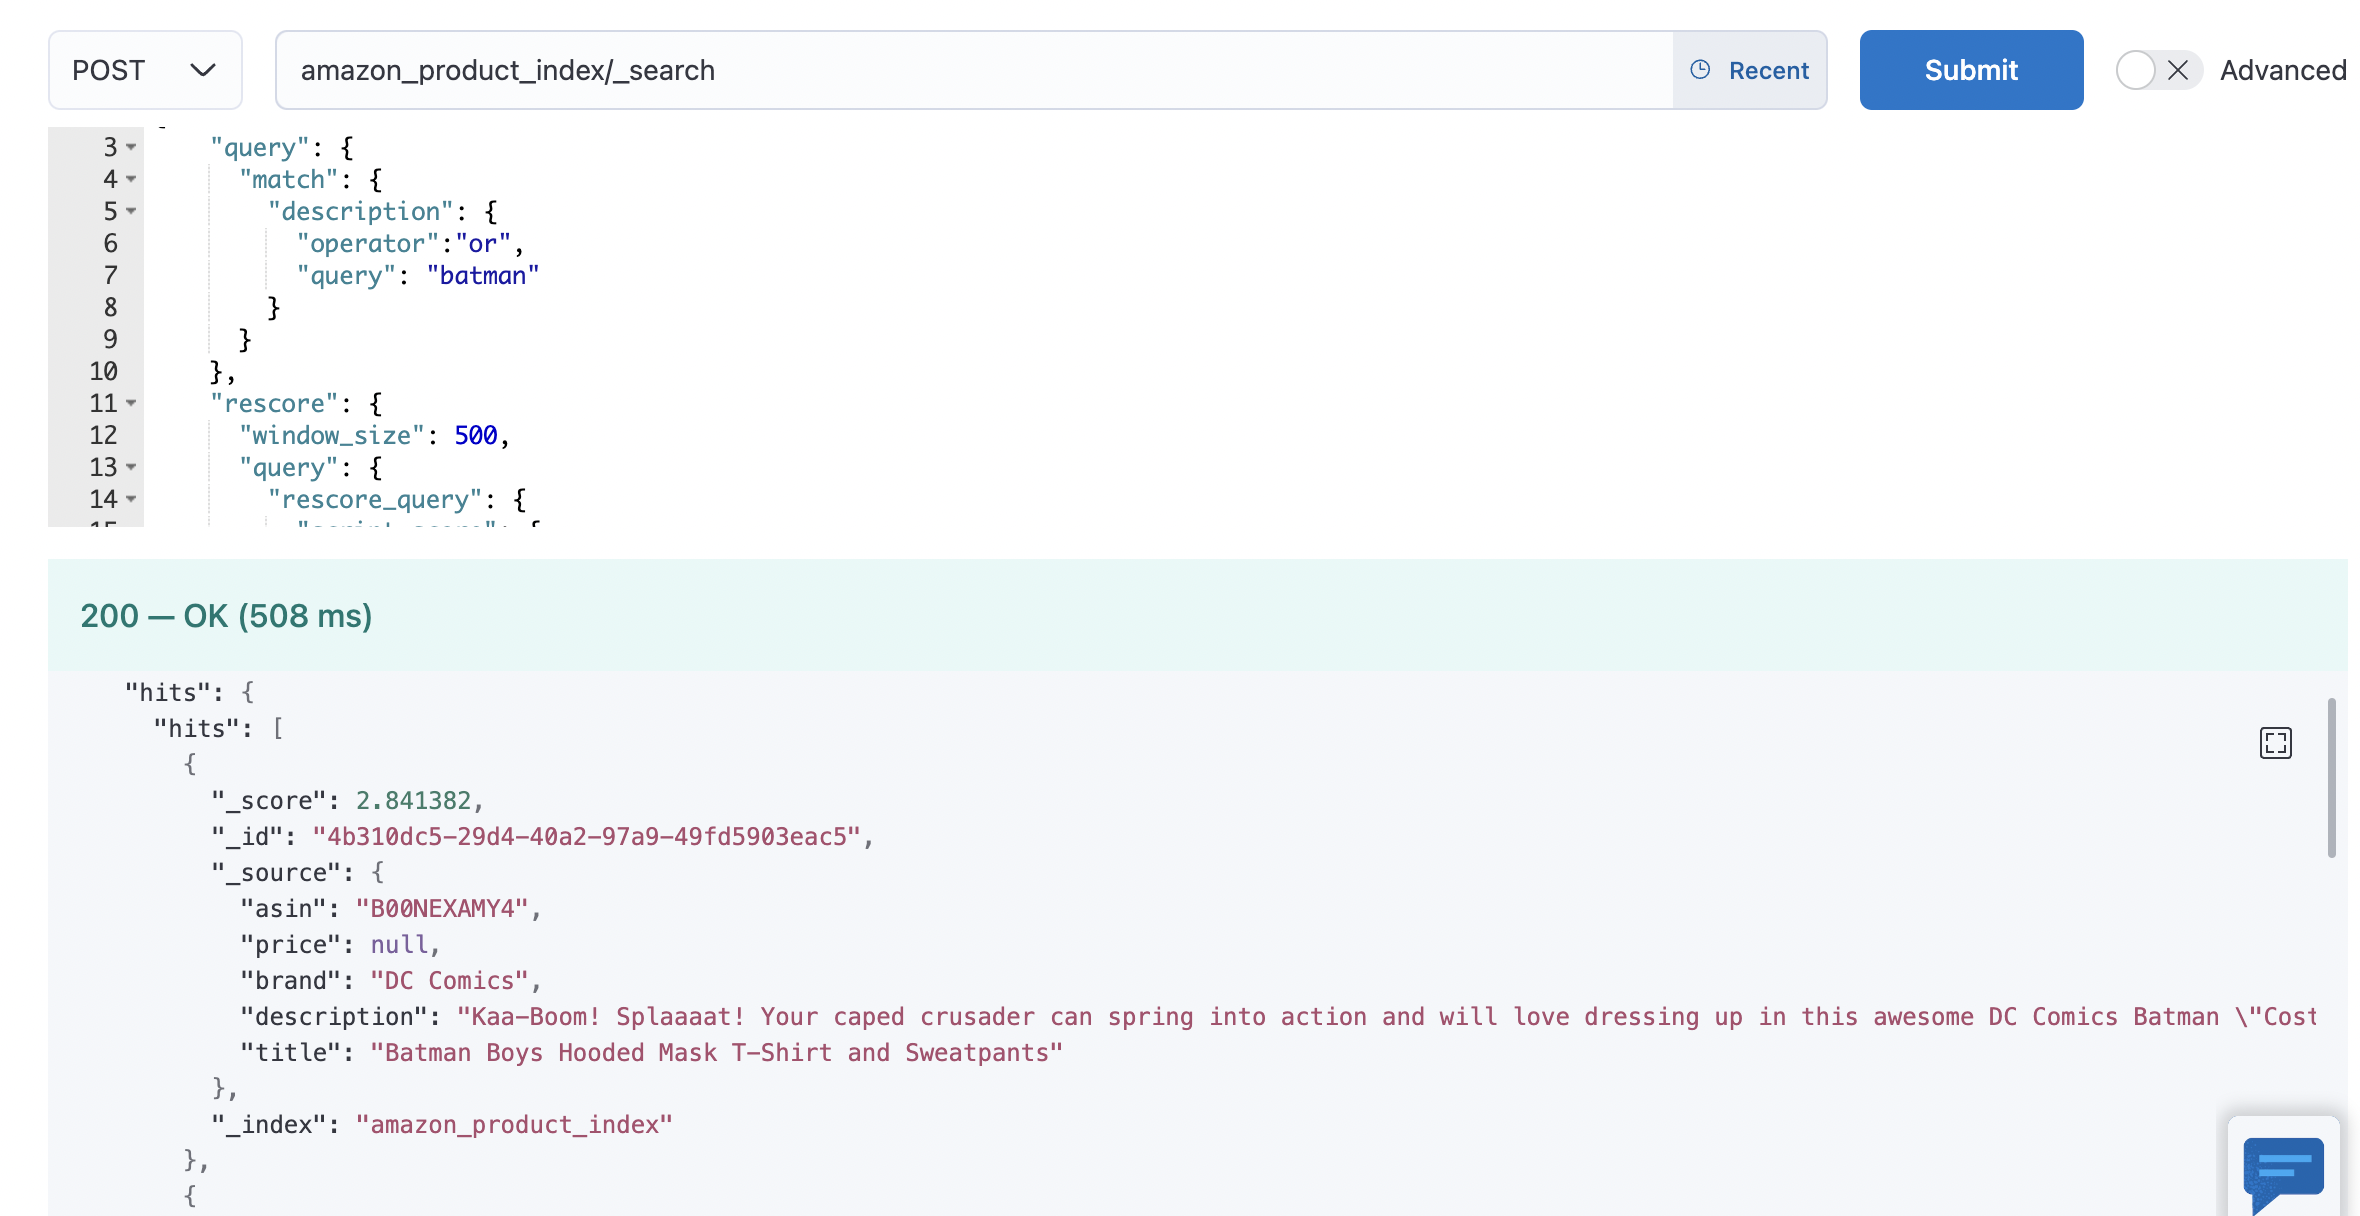 POST
amazon_product_index/_search
Recent
Submit
Advanced
3 "query": {
4 "match": {
5 "description": {
6 "operator":"or",
7 "query": "batman"
8 }
9 }
10 },
11 "rescore": {
12 "window_size": 500,
13 "query": {
14 "rescore_query": {
200 — OK (508 ms)
"hits": {
"hits": [
{
"_score": 2.841382,
"_id": "4b310dc5-29d4-40a2-97a9-49fd5903eac5",
"_source": {
"asin": "B00NEXAMY4",
"price": null,
"brand": "DC Comics",
"description": "Kaa-Boom! Splaaaat! Your caped crusader can spring into action and will love dressing up in this awesome DC Comics Batman \"Cost
"title": "Batman Boys Hooded Mask T-Shirt and Sweatpants"
},
"_index": "amazon_product_index"
},
{